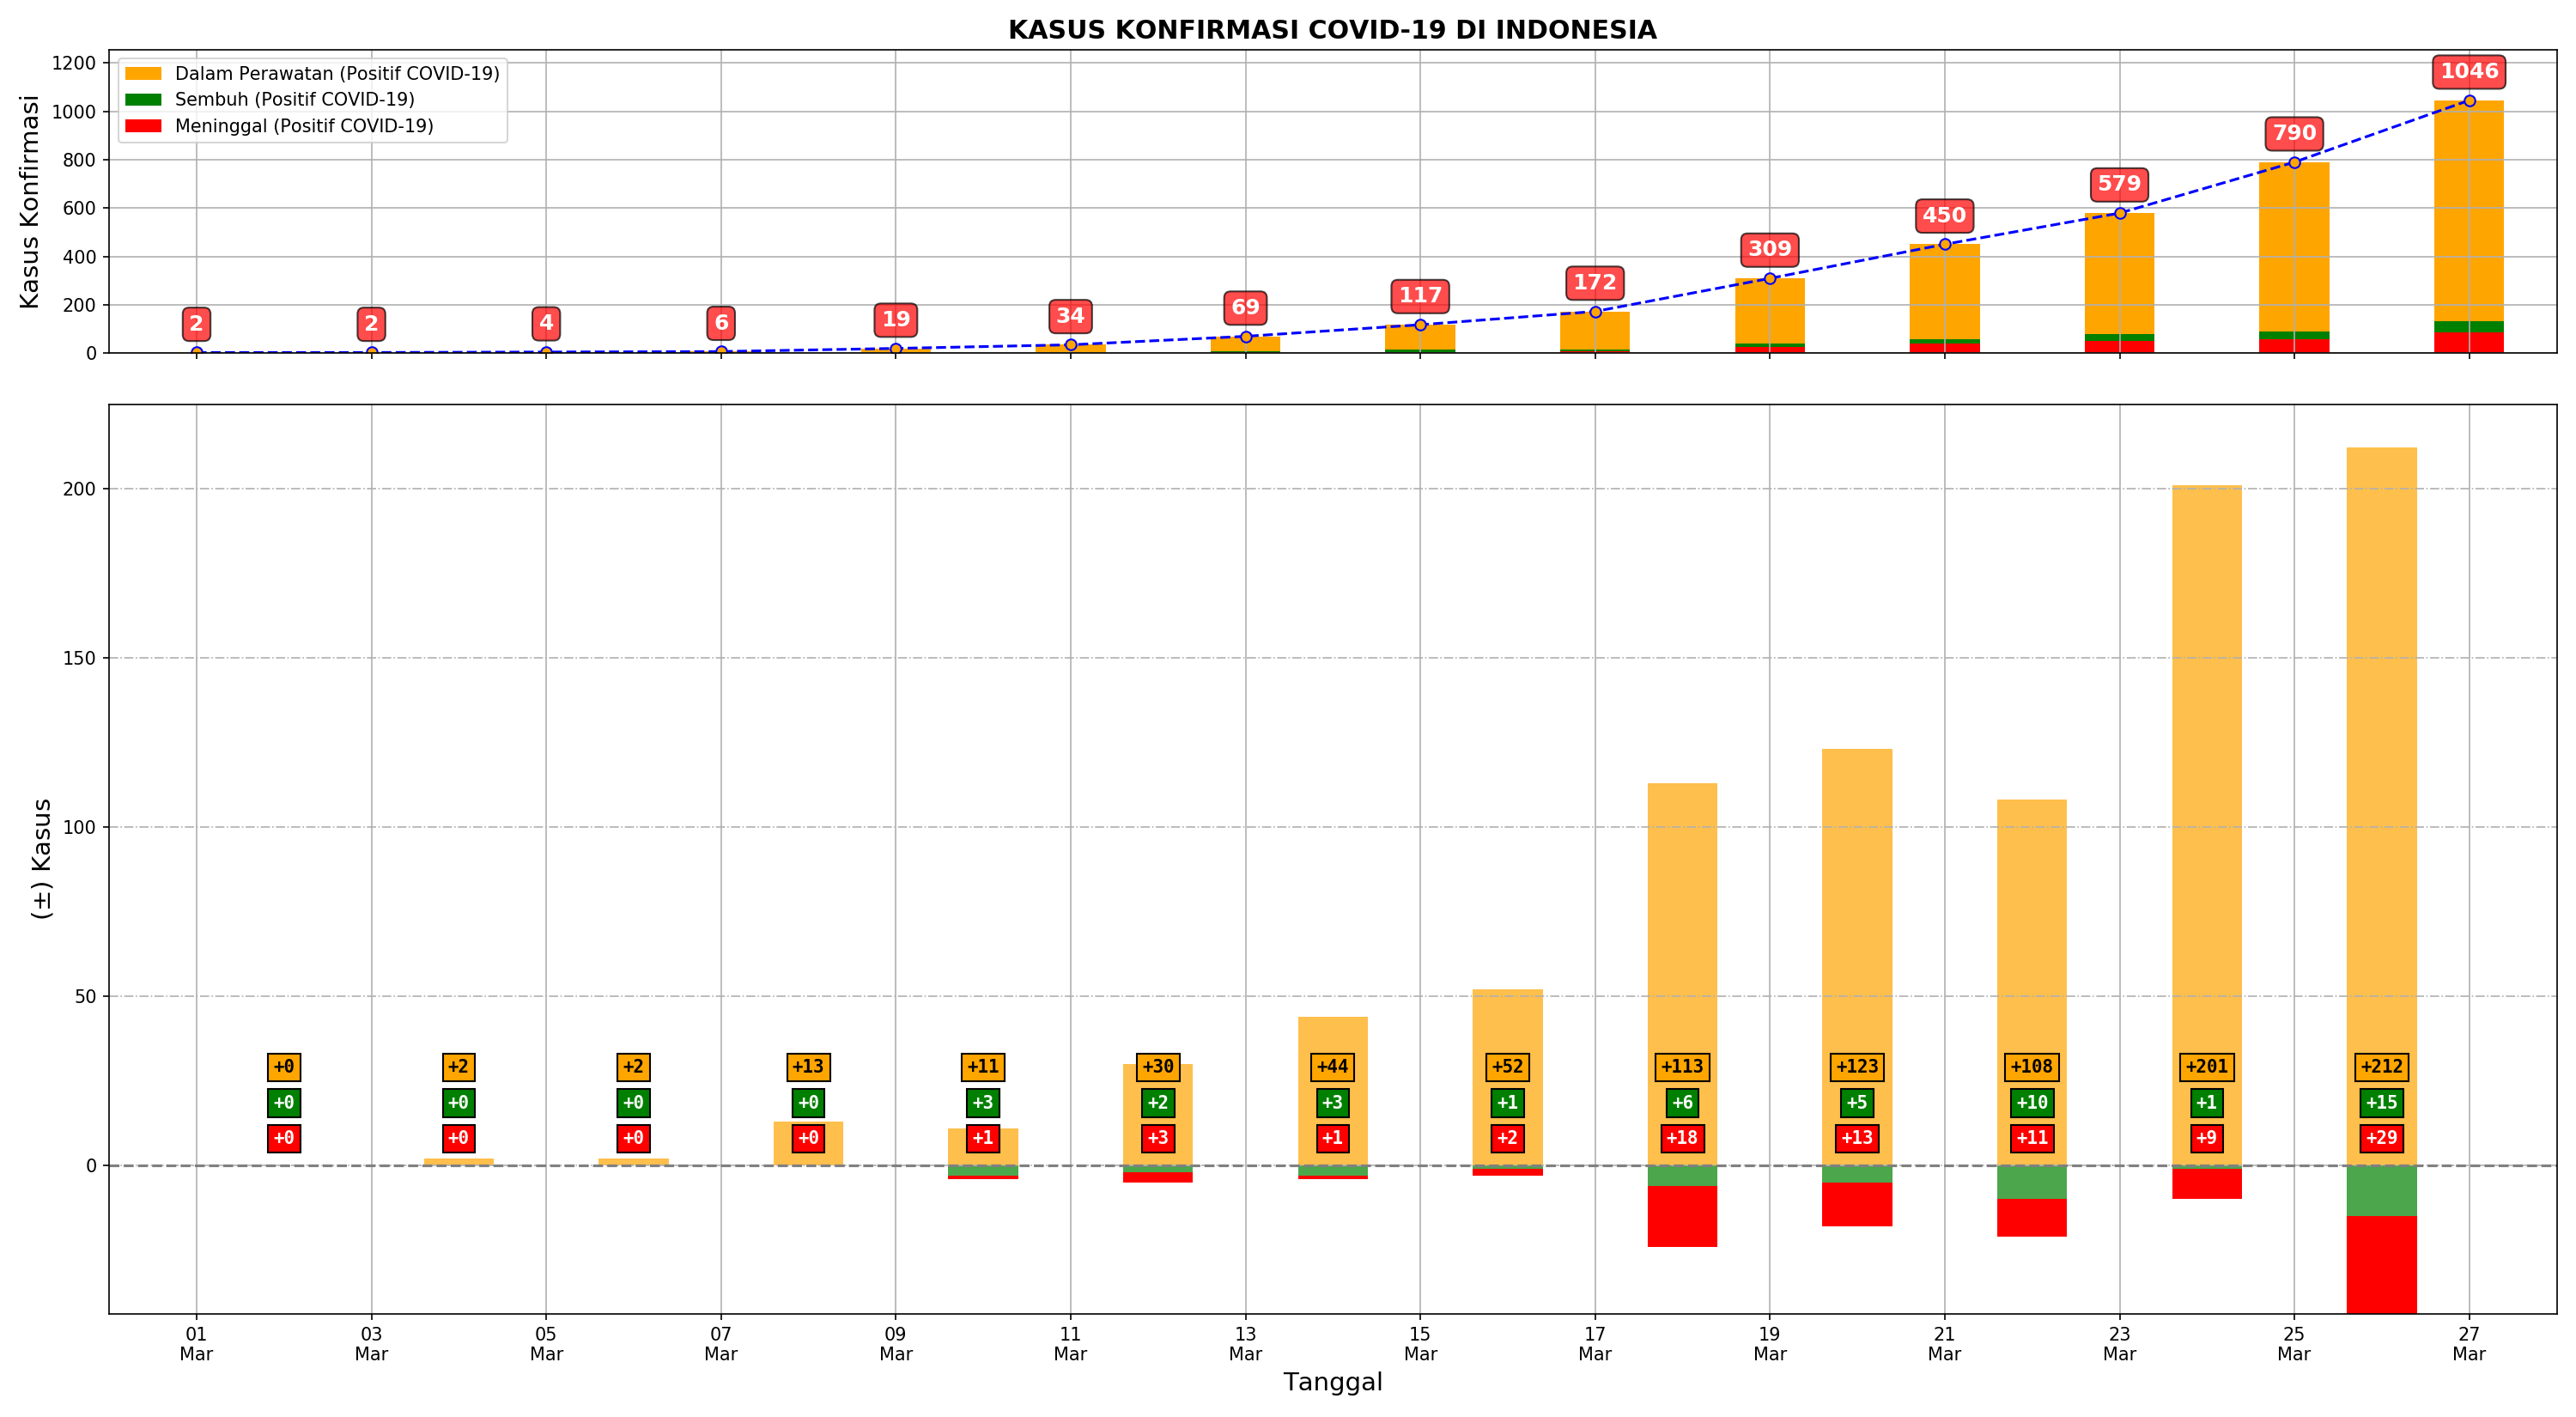 KASUS KONFIRMASI COVID-19 DI INDONESIA
Kasus Konfirmasi
1200
1000
800
600
400
200
0
Dalam Perawatan (Positif COVID-19)
Sembuh (Positif COVID-19)
Meninggal (Positif COVID-19)
2 2 4 6 19 34 69 117 172 309 450 579 790 1046
(±) Kasus
200
150
100
50
0
+0 +2 +2 +13 +11 +30 +44 +52 +113 +123 +108 +201 +212
+0 +0 +0 +0 +3 +2 +3 +1 +6 +5 +10 +1 +15
+0 +0 +0 +0 +1 +3 +1 +2 +18 +13 +11 +9 +29
01 03 05 07 09 11 13 15 17 19 21 23 25 27
Mar Mar Mar Mar Mar Mar Mar Mar Mar Mar Mar Mar Mar Mar
Tanggal